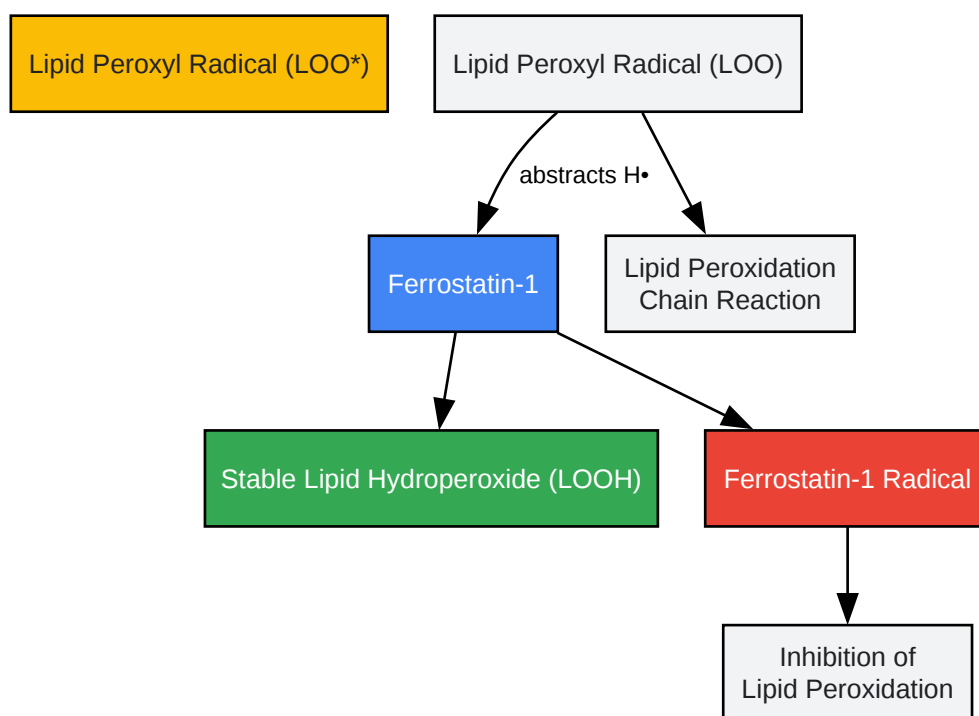 Lipid Peroxyl Radical (LOO*)
Lipid Peroxyl Radical (LOO)
abstracts H•
Ferrostatin-1
Lipid Peroxidation
Chain Reaction
Stable Lipid Hydroperoxide (LOOH)
Ferrostatin-1 Radical
Inhibition of
Lipid Peroxidation